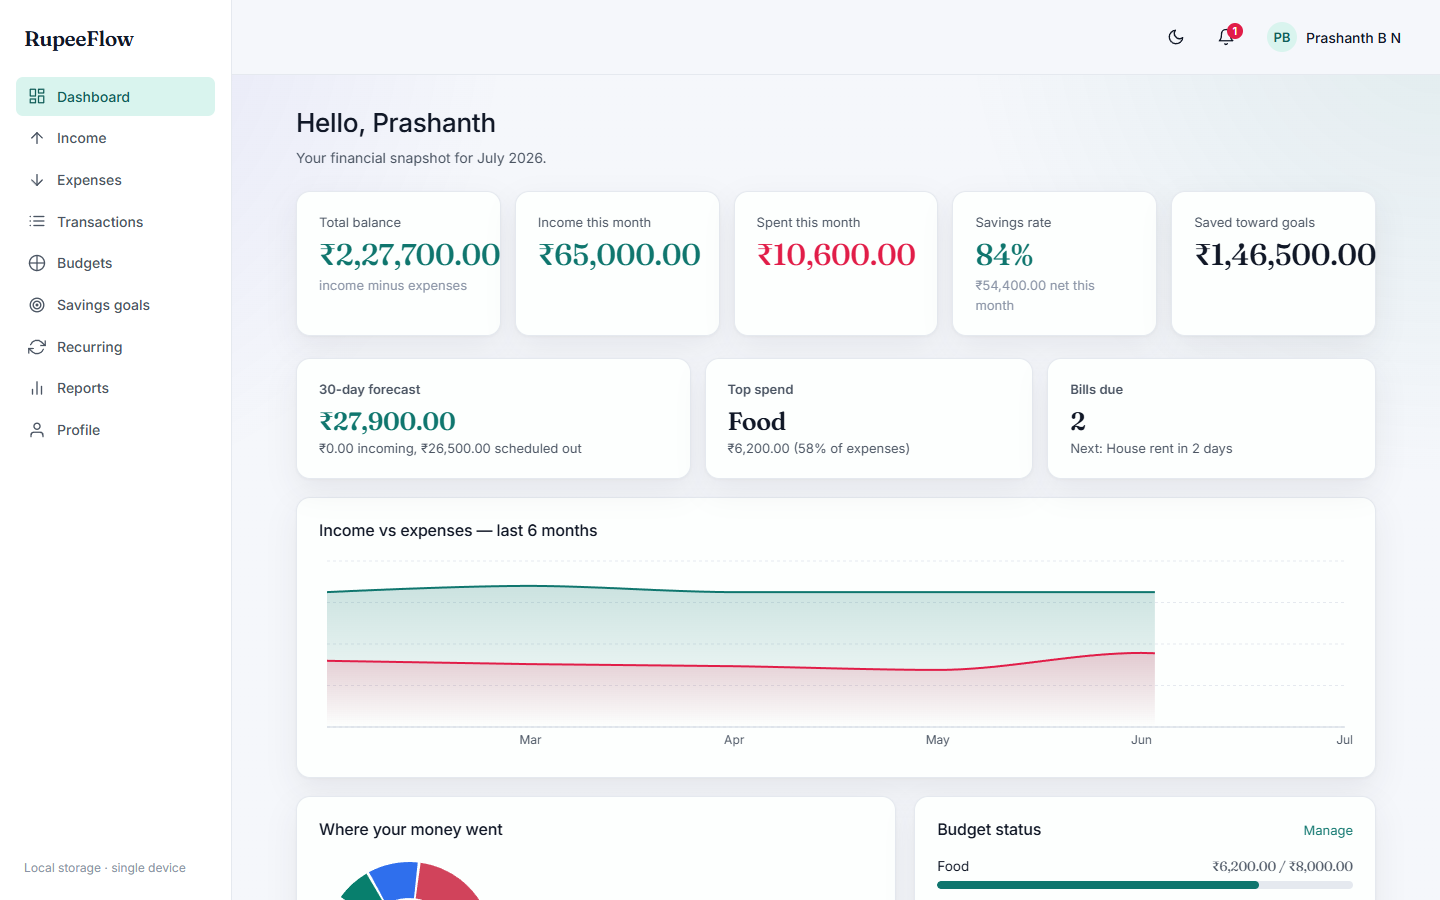 RupeeFlow
Dashboard
Income
Expenses
Transactions
Budgets
Savings goals
Recurring
Reports
Profile
Local storage · single device
1
PB
Prashanth B N
Hello, Prashanth
Your financial snapshot for July 2026.
Total balance
₹2,27,700.00
income minus expenses
Income this month
₹65,000.00
Spent this month
₹10,600.00
Savings rate
84%
₹54,400.00 net this
month
Saved toward goals
₹1,46,500.00
30-day forecast
₹27,900.00
₹0.00 incoming, ₹26,500.00 scheduled out
Top spend
Food
₹6,200.00 (58% of expenses)
Bills due
2
Next: House rent in 2 days
Income vs expenses — last 6 months
Mar Apr May Jun Jul
Where your money went
Budget status
Manage
Food
₹6,200.00 / ₹8,000.00